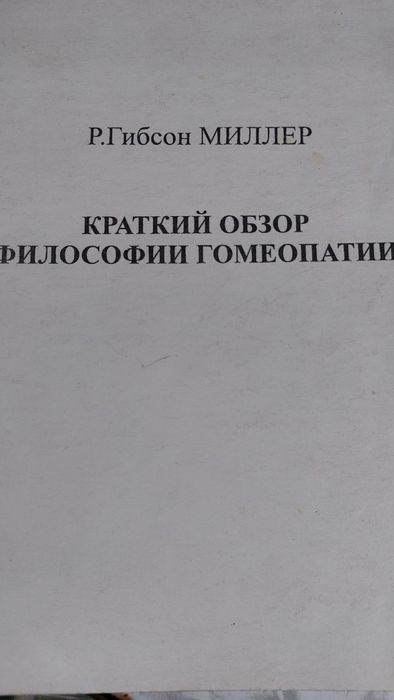 Р.Гибсон МИЛЛЕР
КРАТКИЙ ОБЗОР
ФИЛОСОФИИ ГОМЕОПАТИИ